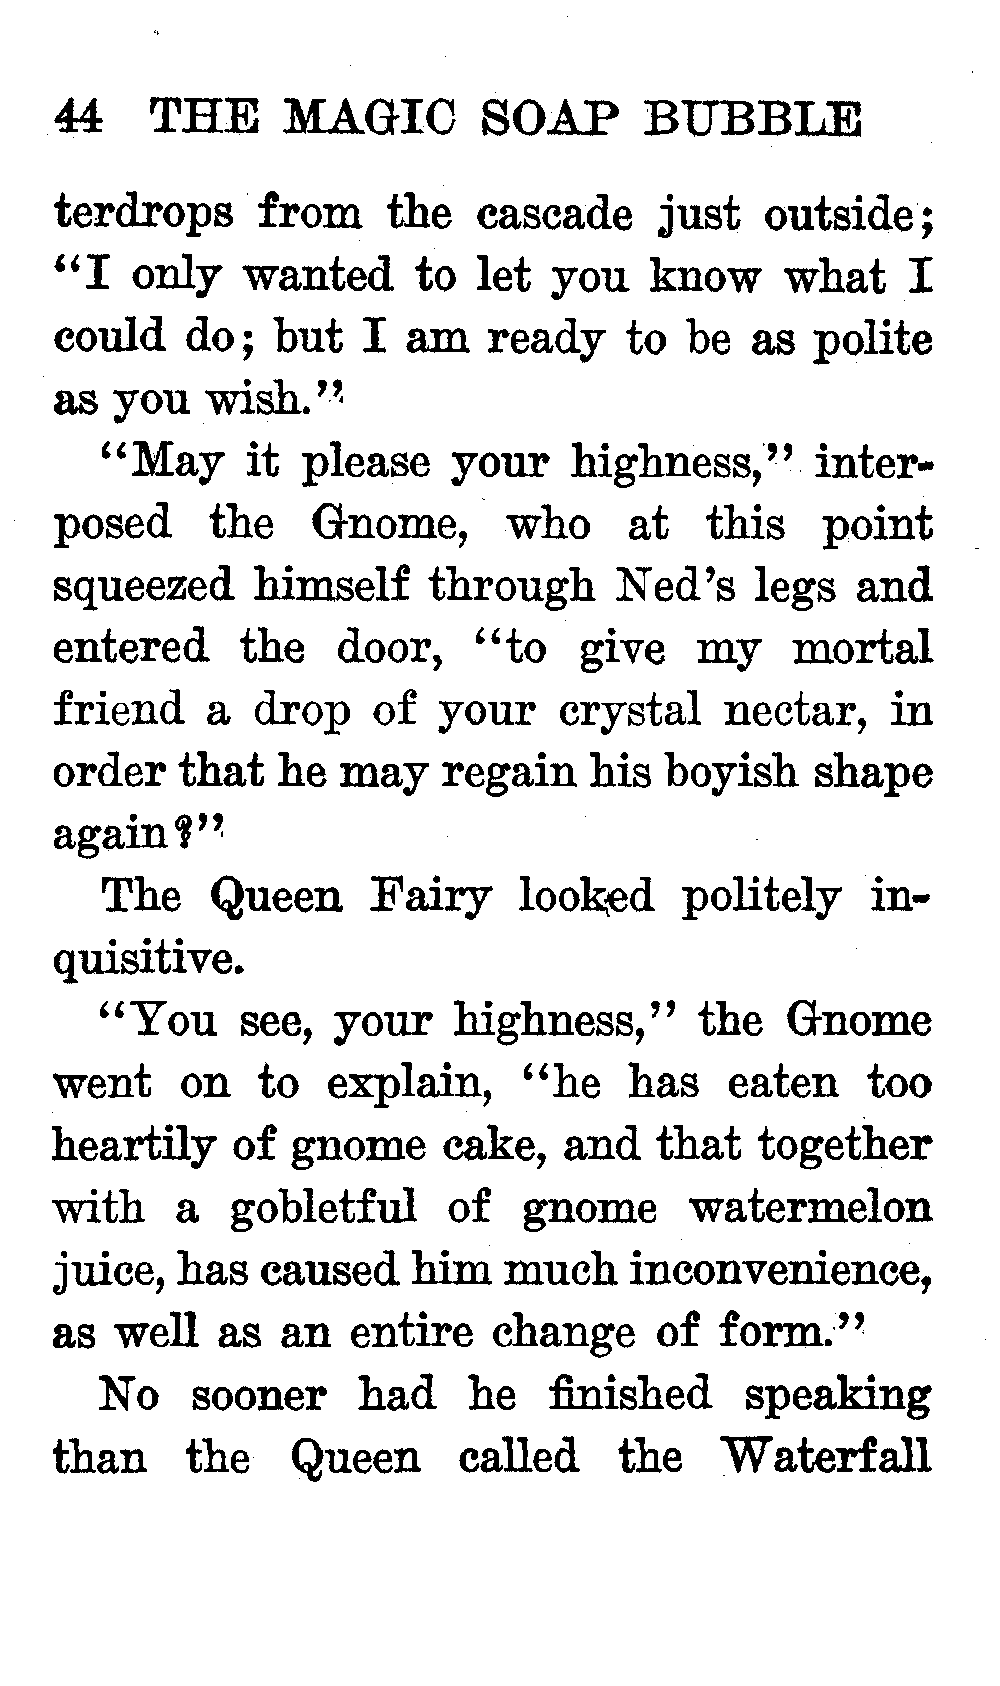 44 THE MAGIC SOAP BUBBLE
terdrops from the cascade just outside;
“I only wanted to let you know what I
could do; but I am ready to be as polite
as you wish.”
“May it please your highness,” inter-
posed the Gnome, who at this point
squeezed himself through Ned’s legs and
entered the door, “to give my mortal
friend a drop of your crystal nectar, in
order that he may regain his boyish shape
again?”
The Queen Fairy looked politely in-
quisitive.
“You see, your highness,” the Gnome
went on to explain, “he has eaten too
heartily of gnome cake, and that together
with a gobletful of gnome watermelon
juice, has caused him much inconvenience,
as well as an entire change of form.”
No sooner had he finished speaking
than the Queen called the Waterfall